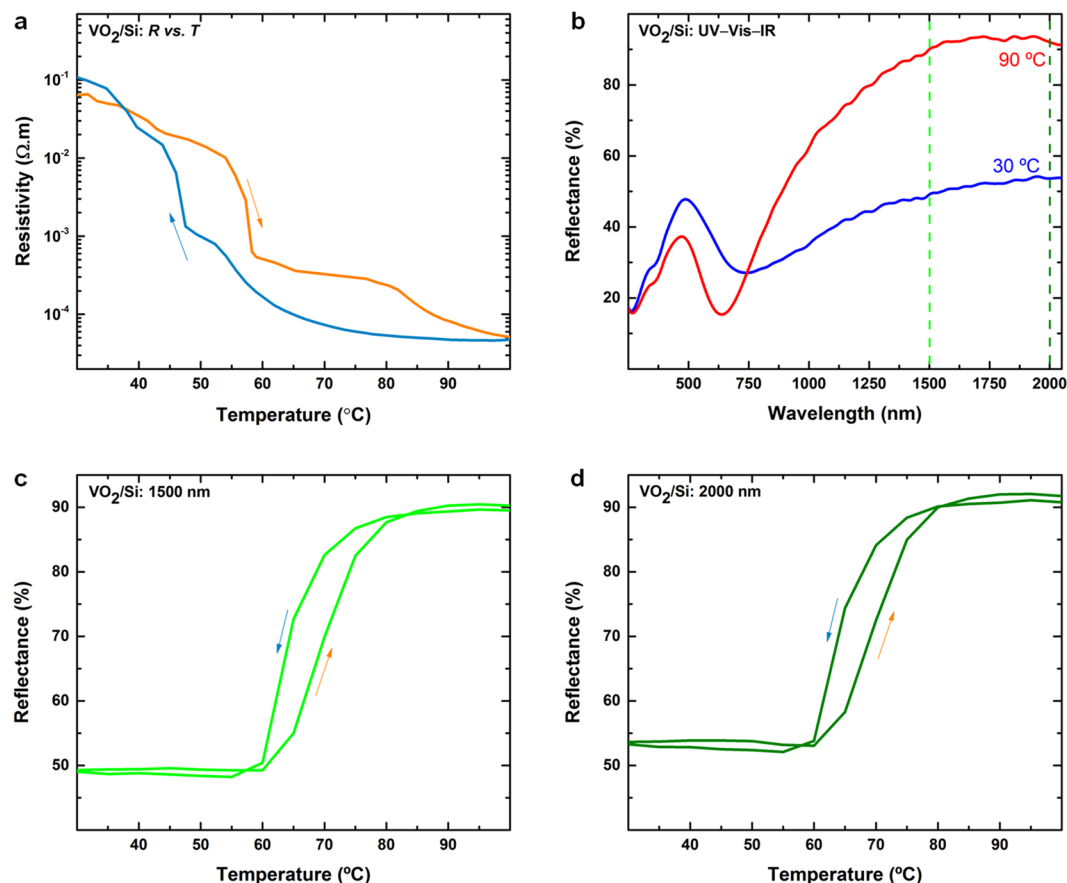 a
VO2/Si: R vs. T
10-1
10-2
10-3
10-4
Resistivity (Ω.m)
40 50 60 70 80 90
Temperature (°C)
b
VO2/Si: UV–Vis–IR
90 ºC
30 ºC
80
60
40
20
Reflectance (%)
500 750 1000 1250 1500 1750 2000
Wavelength (nm)
c
VO2/Si: 1500 nm
90
80
70
60
50
Reflectance (%)
40 50 60 70 80 90
Temperature (ºC)
d
VO2/Si: 2000 nm
90
80
70
60
50
Reflectance (%)
40 50 60 70 80 90
Temperature (ºC)